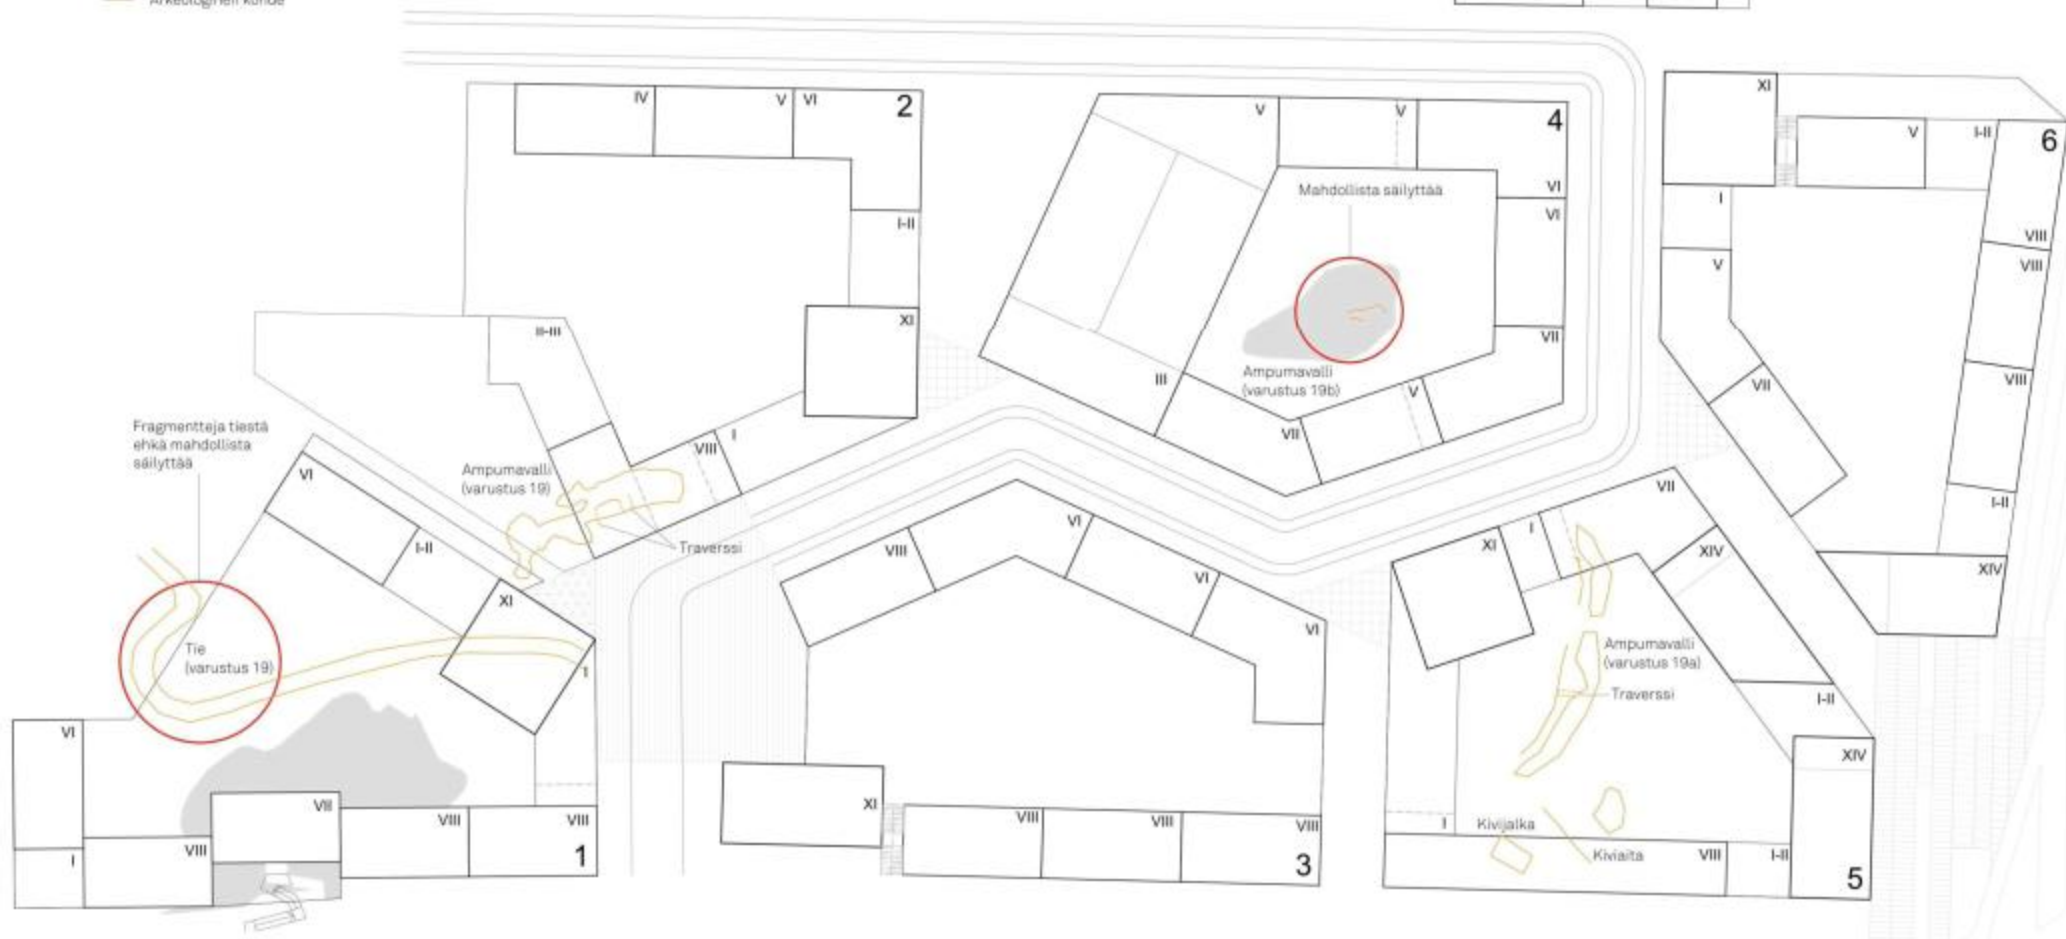 Arkeologinen kohde
IV
V
VI
2
I-II
XI
II-III
VIII
I
Ampumavalli
(varustus 19)
Traverssi
V
V
4
VI
VI
VII
V
VII
III
Mahdollista säilyttää
Ampumavalli
(varustus 19b)
XI
V
I-II
6
VIII
VIII
VIII
I-II
XIV
I
V
VII
Fragmentteja tiestä
ehkä mahdollista
säilyttää
Tie
(varustus 19)
VI
I-II
XI
I
VI
I
VIII
VII
VIII
VIII
1
VIII
VI
VI
VI
XI
VIII
VIII
VIII
3
XI
I
VII
XIV
I-II
XIV
Ampumavalli
(varustus 19a)
Traverssi
Kivijalka
Kiviaita
I
VIII
I-II
5